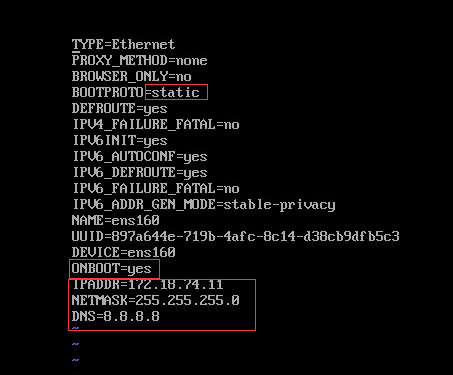 TYPE=Ethernet
PROXY_METHOD=none
BROWSER_ONLY=no
BOOTPROTO=static
DEFROUTE=yes
IPV4_FAILURE_FATAL=no
IPV6INIT=yes
IPV6_AUTOCONF=yes
IPV6_DEFROUTE=yes
IPV6_FAILURE_FATAL=no
IPV6_ADDR_GEN_MODE=stable-privacy
NAME=ens160
UUID=897a644e-719b-4afc-8c14-d38cb9dfb5c3
DEVICE=ens160
ONBOOT=yes
IPADDR=172.18.74.11
NETMASK=255.255.255.0
DNS=8.8.8.8
~
~
~